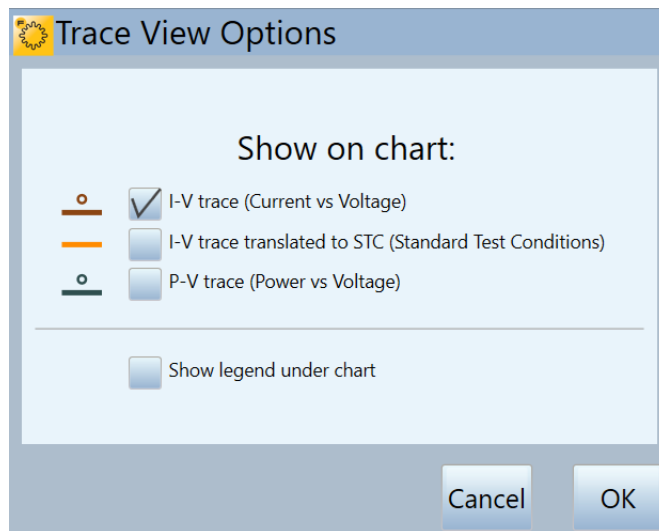 Trace View Options
Show on chart:
I-V trace (Current vs Voltage)
I-V trace translated to STC (Standard Test Conditions)
P-V trace (Power vs Voltage)
Show legend under chart
Cancel OK